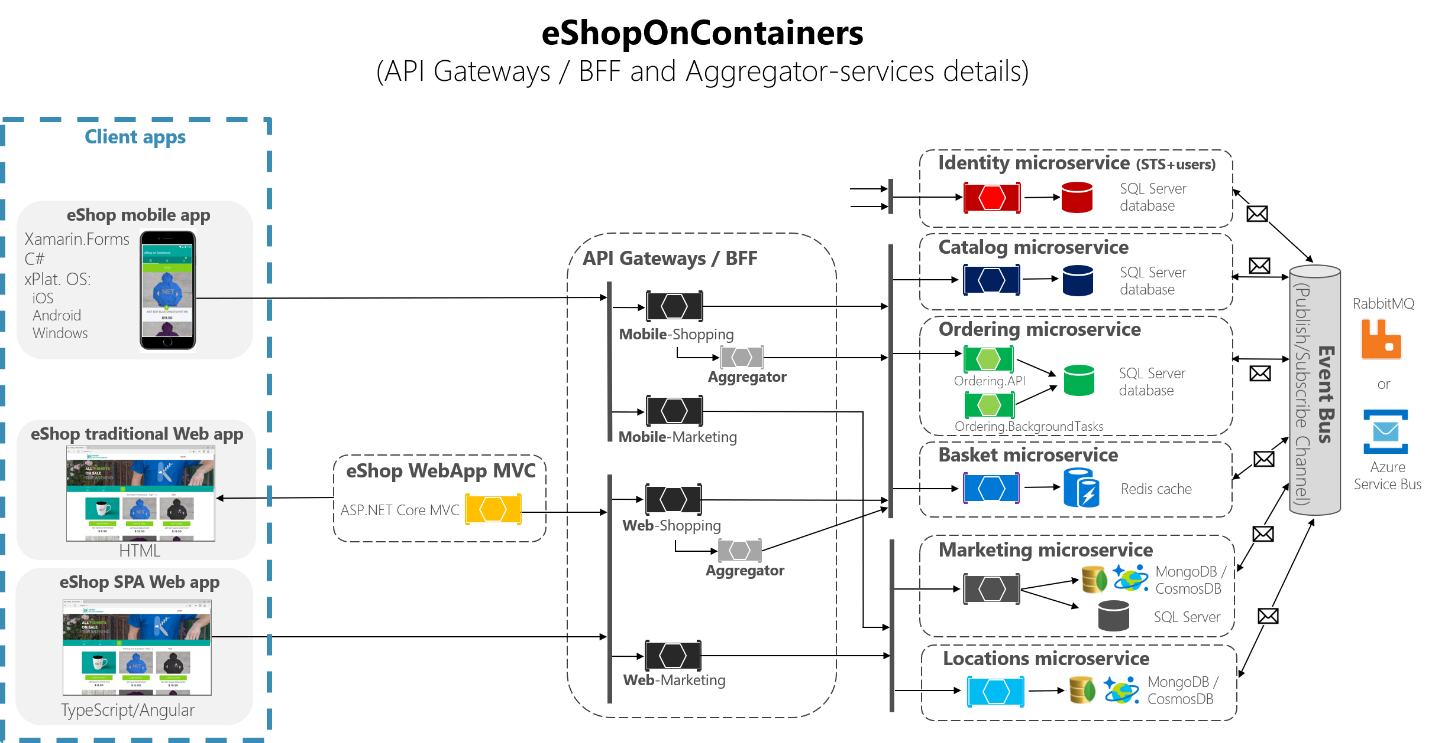 eShopOnContainers
(API Gateways / BFF and Aggregator-services details)
Client apps
eShop mobile app
Xamarin.Forms
C#
xPlat. OS:
iOS
Android
Windows
eShop traditional Web app
HTML
eShop SPA Web app
TypeScript/Angular
eShop WebApp MVC
ASP.NET Core MVC
API Gateways / BFF
Mobile-Shopping
Aggregator
Mobile-Marketing
Web-Shopping
Aggregator
Web-Marketing
Identity microservice (STS+users)
SQL Server
database
Catalog microservice
SQL Server
database
Ordering microservice
Ordering.API
SQL Server
database
Ordering.BackgroundTasks
Basket microservice
Redis cache
Marketing microservice
MongoDB /
CosmosDB
SQL Server
Locations microservice
MongoDB /
CosmosDB
Event Bus
(Publish/Subscribe Channel)
RabbitMQ
or
Azure
Service Bus